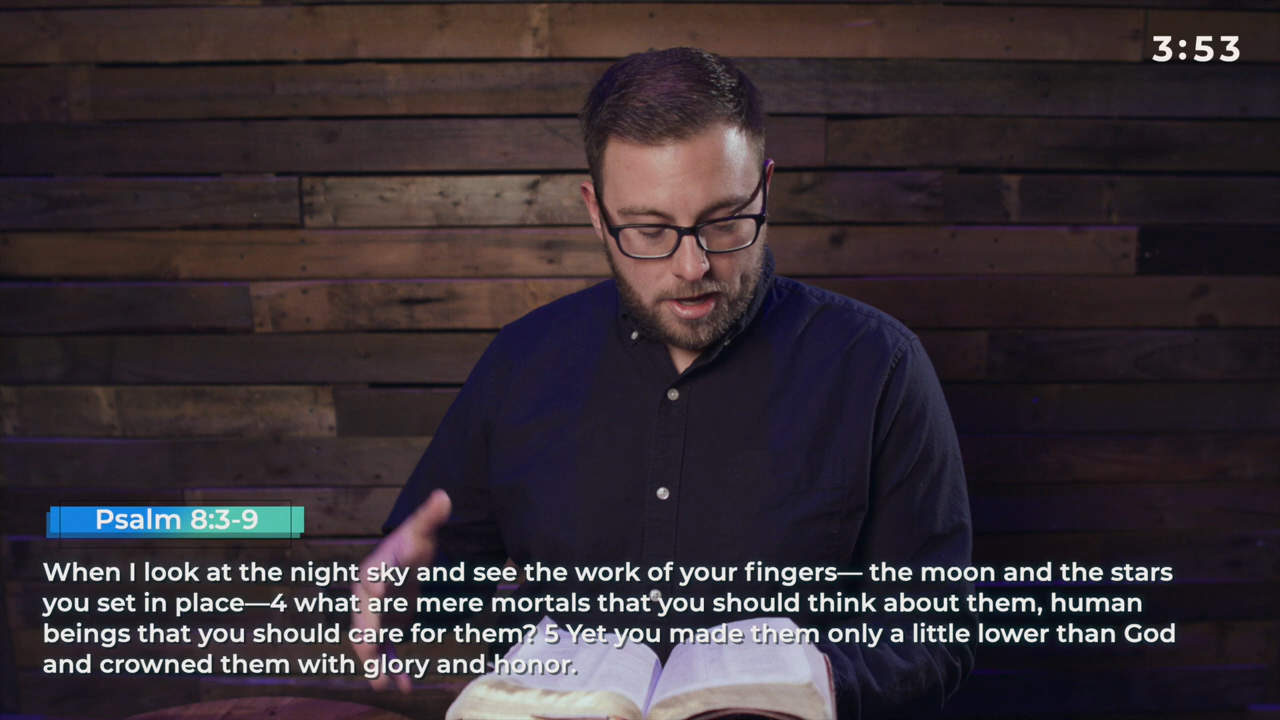 3:53
Psalm 8:3-9
When I look at the night sky and see the work of your fingers— the moon and the stars
you set in place—4 what are mere mortals that you should think about them, human
beings that you should care for them? 5 Yet you made them only a little lower than God
and crowned them with glory and honor.